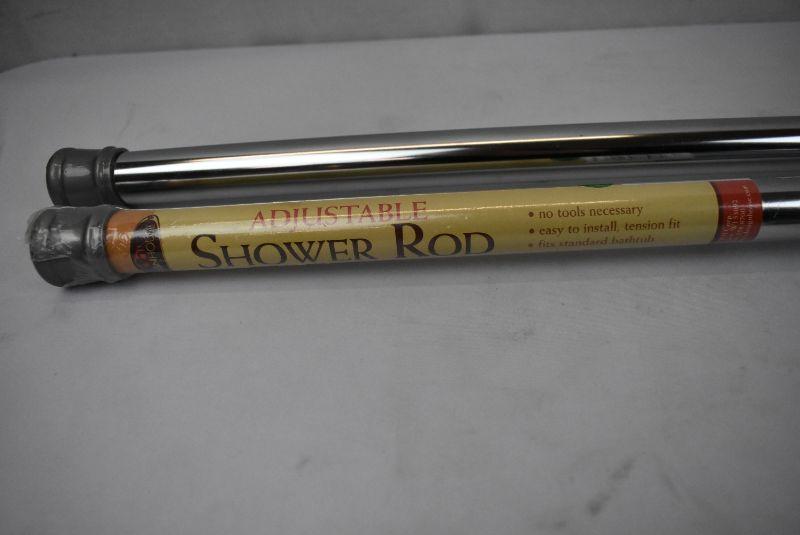 ADJUSTABLE
SHOWER ROD
• no tools necessary
• easy to install, tension fit
• fits standard bathtub